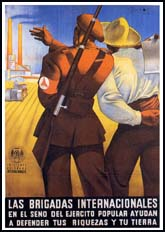 LAS BRIGADAS INTERNACIONALES
EN EL SENO DEL EJERCITO POPULAR AYUDAN
A DEFENDER TUS RIQUEZAS Y TU TIERRA